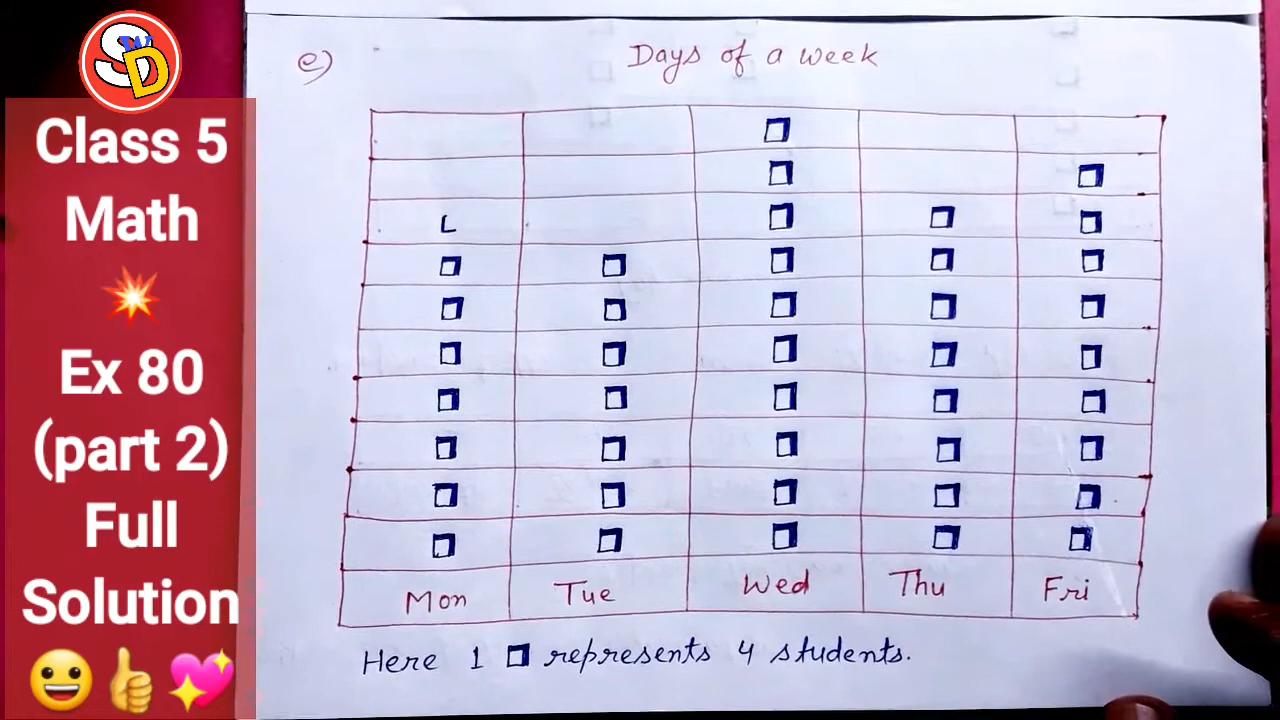 SWD
Class 5
Math
Ex 80
(part 2)
Full
Solution
e)
Days of a week
Mon Tue Wed Thu Fri
Here 1 □ represents 4 students.